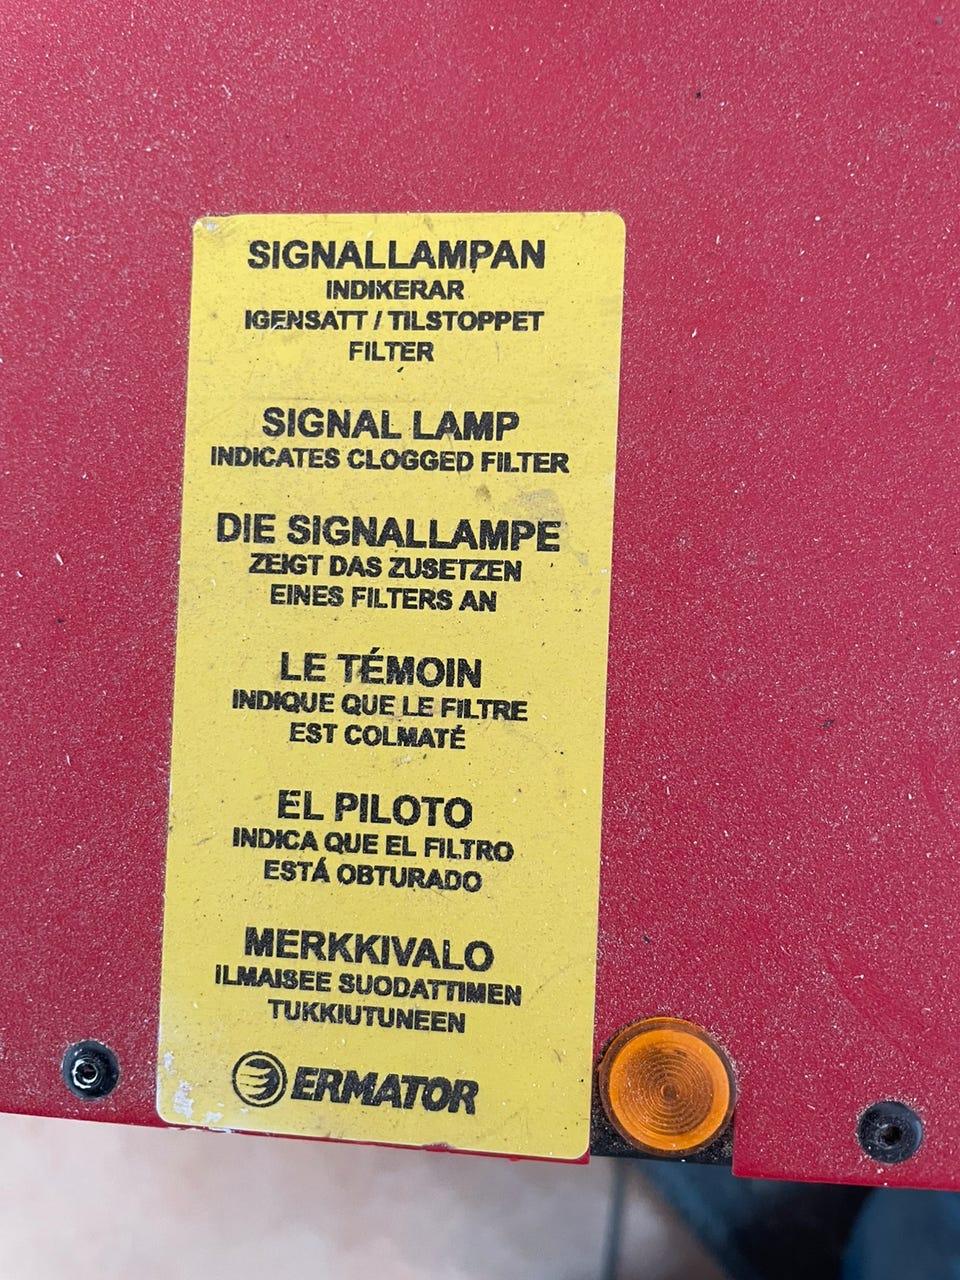 SIGNALLAMPAN
INDIKERAR
IGENSATT / TILSTOPPET
FILTER
SIGNAL LAMP
INDICATES CLOGGED FILTER
DIE SIGNALLAMPE
ZEIGT DAS ZUSETZEN
EINES FILTERS AN
LE TÉMOIN
INDIQUE QUE LE FILTRE
EST COLMATÉ
EL PILOTO
INDICA QUE EL FILTRO
ESTÁ OBTURADO
MERKKIVALO
ILMAISEE SUODATTIMEN
TUKKIUTUNEEN
ERMATOR